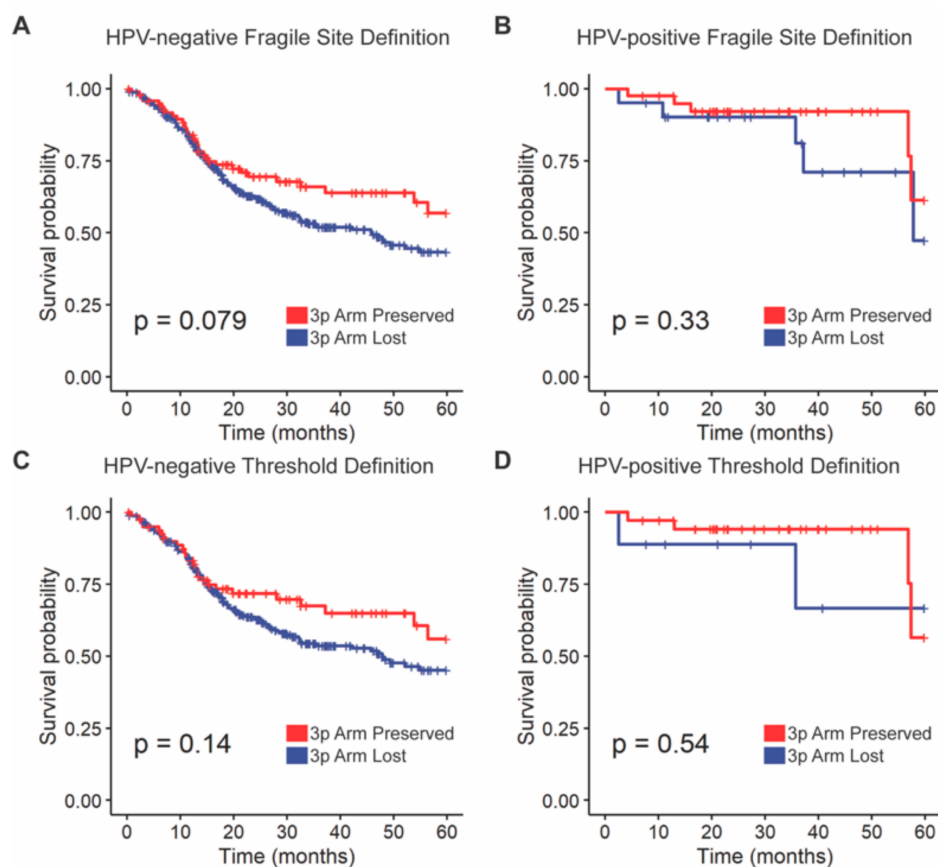 A
HPV-negative Fragile Site Definition
Survival probability
1.00
0.75
0.50
0.25
0.00
p = 0.079
3p Arm Preserved
3p Arm Lost
0 10 20 30 40 50 60
Time (months)
B
HPV-positive Fragile Site Definition
Survival probability
1.00
0.75
0.50
0.25
0.00
p = 0.33
3p Arm Preserved
3p Arm Lost
0 10 20 30 40 50 60
Time (months)
C
HPV-negative Threshold Definition
Survival probability
1.00
0.75
0.50
0.25
0.00
p = 0.14
3p Arm Preserved
3p Arm Lost
0 10 20 30 40 50 60
Time (months)
D
HPV-positive Threshold Definition
Survival probability
1.00
0.75
0.50
0.25
0.00
p = 0.54
3p Arm Preserved
3p Arm Lost
0 10 20 30 40 50 60
Time (months)